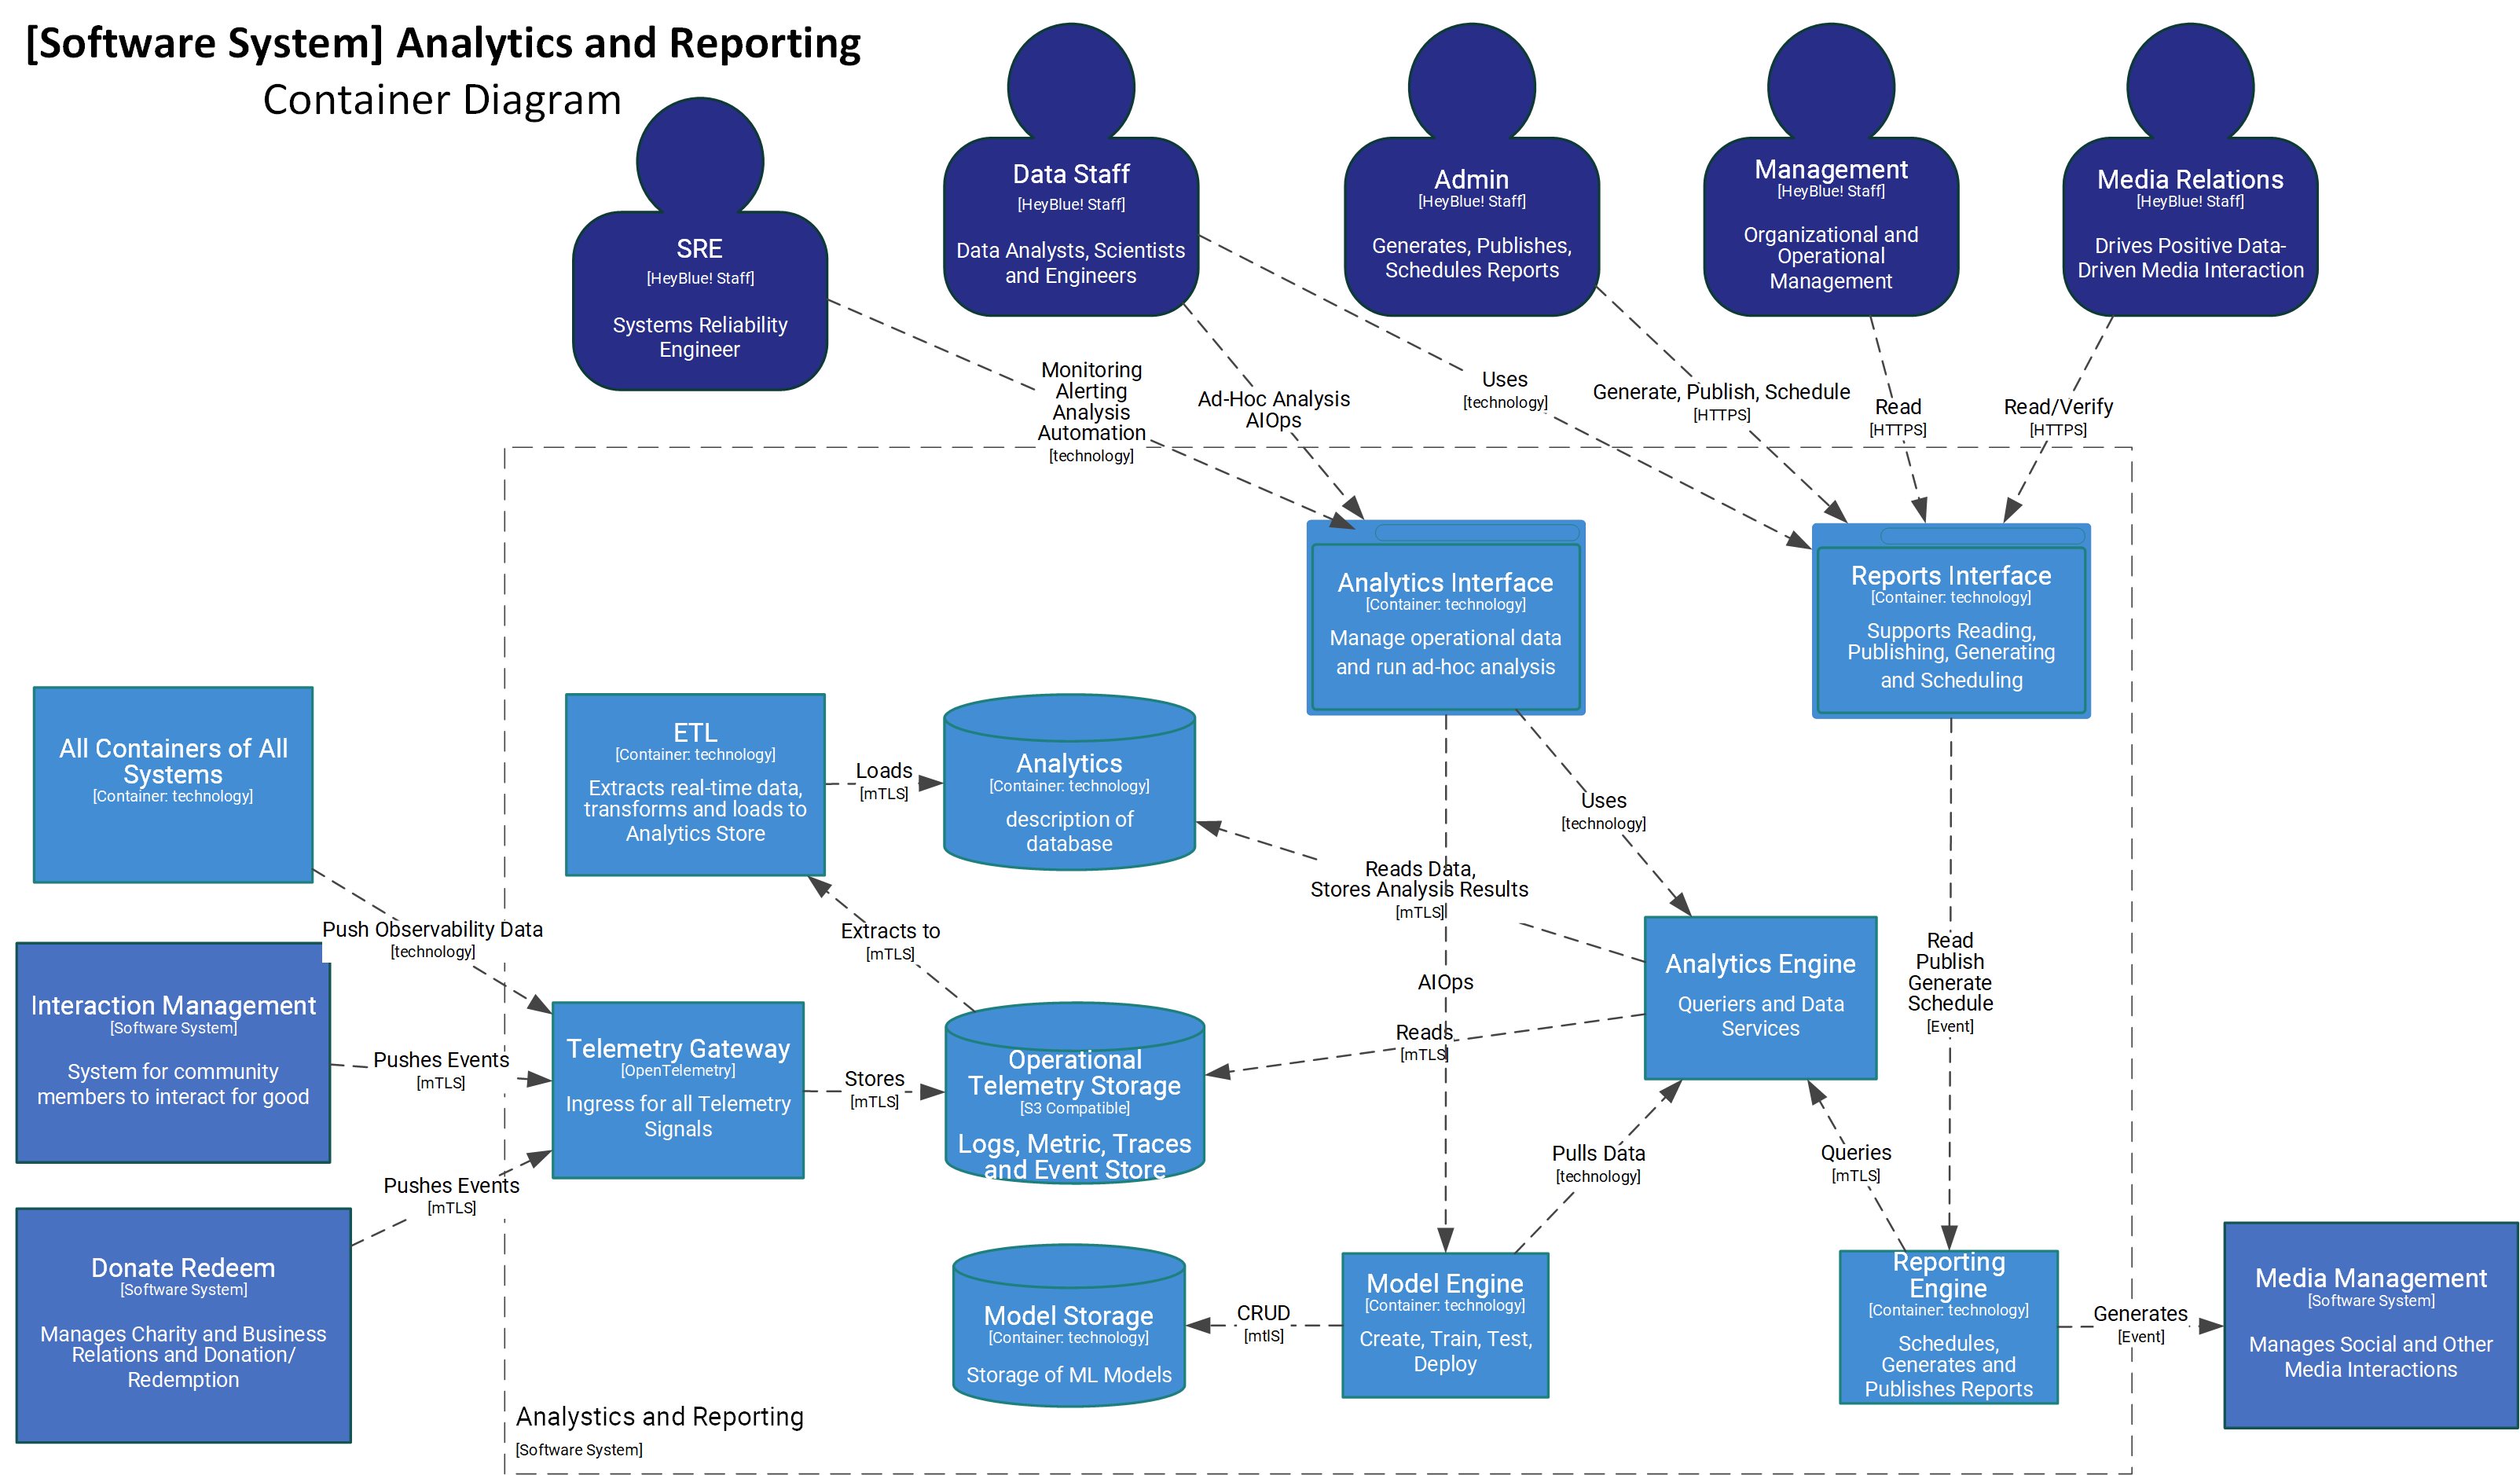 [Software System] Analytics and Reporting
Container Diagram
SRE
[HeyBlue! Staff]
Systems Reliability
Engineer
Data Staff
[HeyBlue! Staff]
Data Analysts, Scientists
and Engineers
Admin
[HeyBlue! Staff]
Generates, Publishes,
Schedules Reports
Management
[HeyBlue! Staff]
Organizational and
Operational
Management
Media Relations
[HeyBlue! Staff]
Drives Positive Data-
Driven Media Interaction
Monitoring
Alerting
Analysis
Automation
[technology]
Ad-Hoc Analysis
AIOps
Uses
[technology]
Generate, Publish, Schedule
[HTTPS]
Read
[HTTPS]
Read/Verify
[HTTPS]
Analytics Interface
[Container: technology]
Manage operational data
and run ad-hoc analysis
Reports Interface
[Container: technology]
Supports Reading,
Publishing, Generating
and Scheduling
All Containers of All
Systems
[Container: technology]
ETL
[Container: technology]
Extracts real-time data,
transforms and loads to
Analytics Store
Loads
[mTLS]
Analytics
[Container: technology]
description of
database
Uses
[technology]
Reads Data,
Stores Analysis Results
[mTLS]
Push Observability Data
[technology]
Extracts to
[mTLS]
AIOps
Analytics Engine
Queriers and Data
Services
Read
Publish
Generate
Schedule
[Event]
Interaction Management
[Software System]
System for community
members to interact for good
Pushes Events
[mTLS]
Telemetry Gateway
[OpenTelemetry]
Ingress for all Telemetry
Signals
Stores
[mTLS]
Operational
Telemetry Storage
[S3 Compatible]
Logs, Metric, Traces
and Event Store
Reads
[mTLS]
Pulls Data
[technology]
Queries
[mTLS]
Pushes Events
[mTLS]
Donate Redeem
[Software System]
Manages Charity and Business
Relations and Donation/
Redemption
Model Storage
[Container: technology]
Storage of ML Models
CRUD
[mtlS]
Model Engine
[Container: technology]
Create, Train, Test,
Deploy
Reporting
Engine
[Container: technology]
Schedules,
Generates and
Publishes Reports
Generates
[Event]
Media Management
[Software System]
Manages Social and Other
Media Interactions
Analystics and Reporting
[Software System]